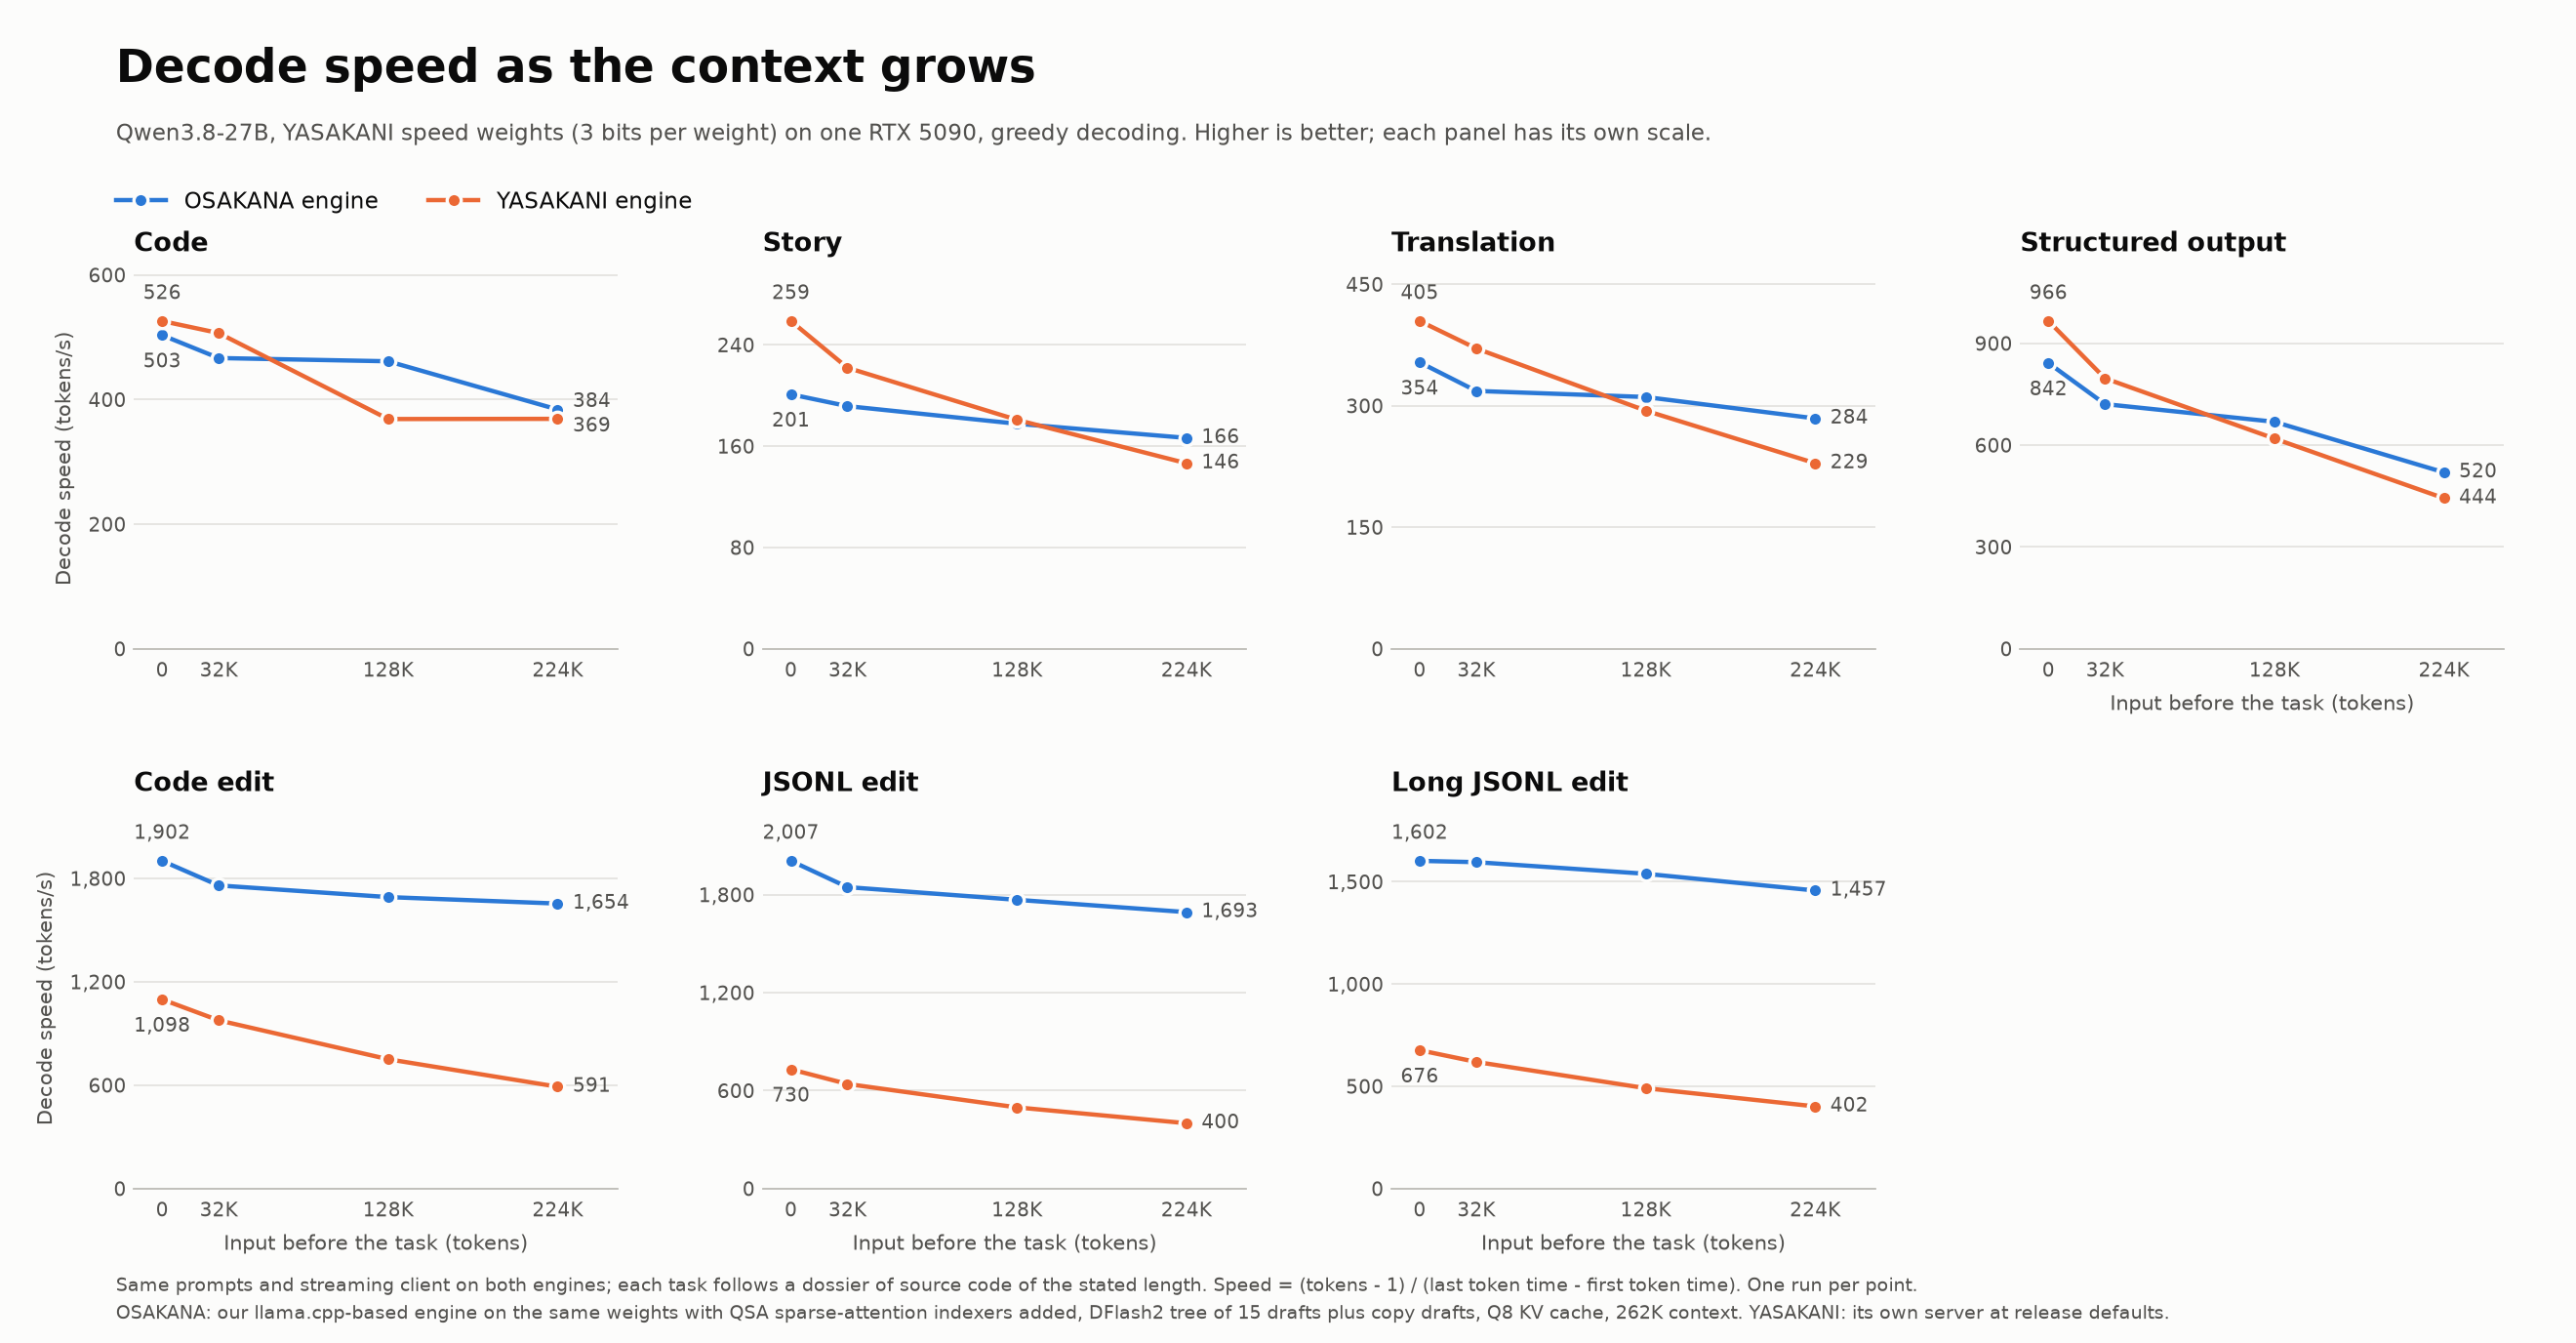 Decode speed as the context grows
Qwen3.8-27B, YASAKANI speed weights (3 bits per weight) on one RTX 5090, greedy decoding. Higher is better; each panel has its own scale.
OSAKANA engine
YASAKANI engine
Code
Decode speed (tokens/s)
600
400
200
0
526
503
384
369
0
32K
128K
224K
Story
240
160
80
0
259
201
166
146
0
32K
128K
224K
Translation
450
300
150
0
405
354
284
229
0
32K
128K
224K
Structured output
900
600
300
0
966
842
520
444
0
32K
128K
224K
Input before the task (tokens)
Code edit
Decode speed (tokens/s)
1,800
1,200
600
0
1,902
1,098
1,654
591
0
32K
128K
224K
Input before the task (tokens)
JSONL edit
1,800
1,200
600
0
2,007
730
1,693
400
0
32K
128K
224K
Input before the task (tokens)
Long JSONL edit
1,500
1,000
500
0
1,602
676
1,457
402
0
32K
128K
224K
Input before the task (tokens)
Same prompts and streaming client on both engines; each task follows a dossier of source code of the stated length. Speed = (tokens - 1) / (last token time - first token time). One run per point.
OSAKANA: our llama.cpp-based engine on the same weights with QSA sparse-attention indexers added, DFlash2 tree of 15 drafts plus copy drafts, Q8 KV cache, 262K context. YASAKANI: its own server at release defaults.